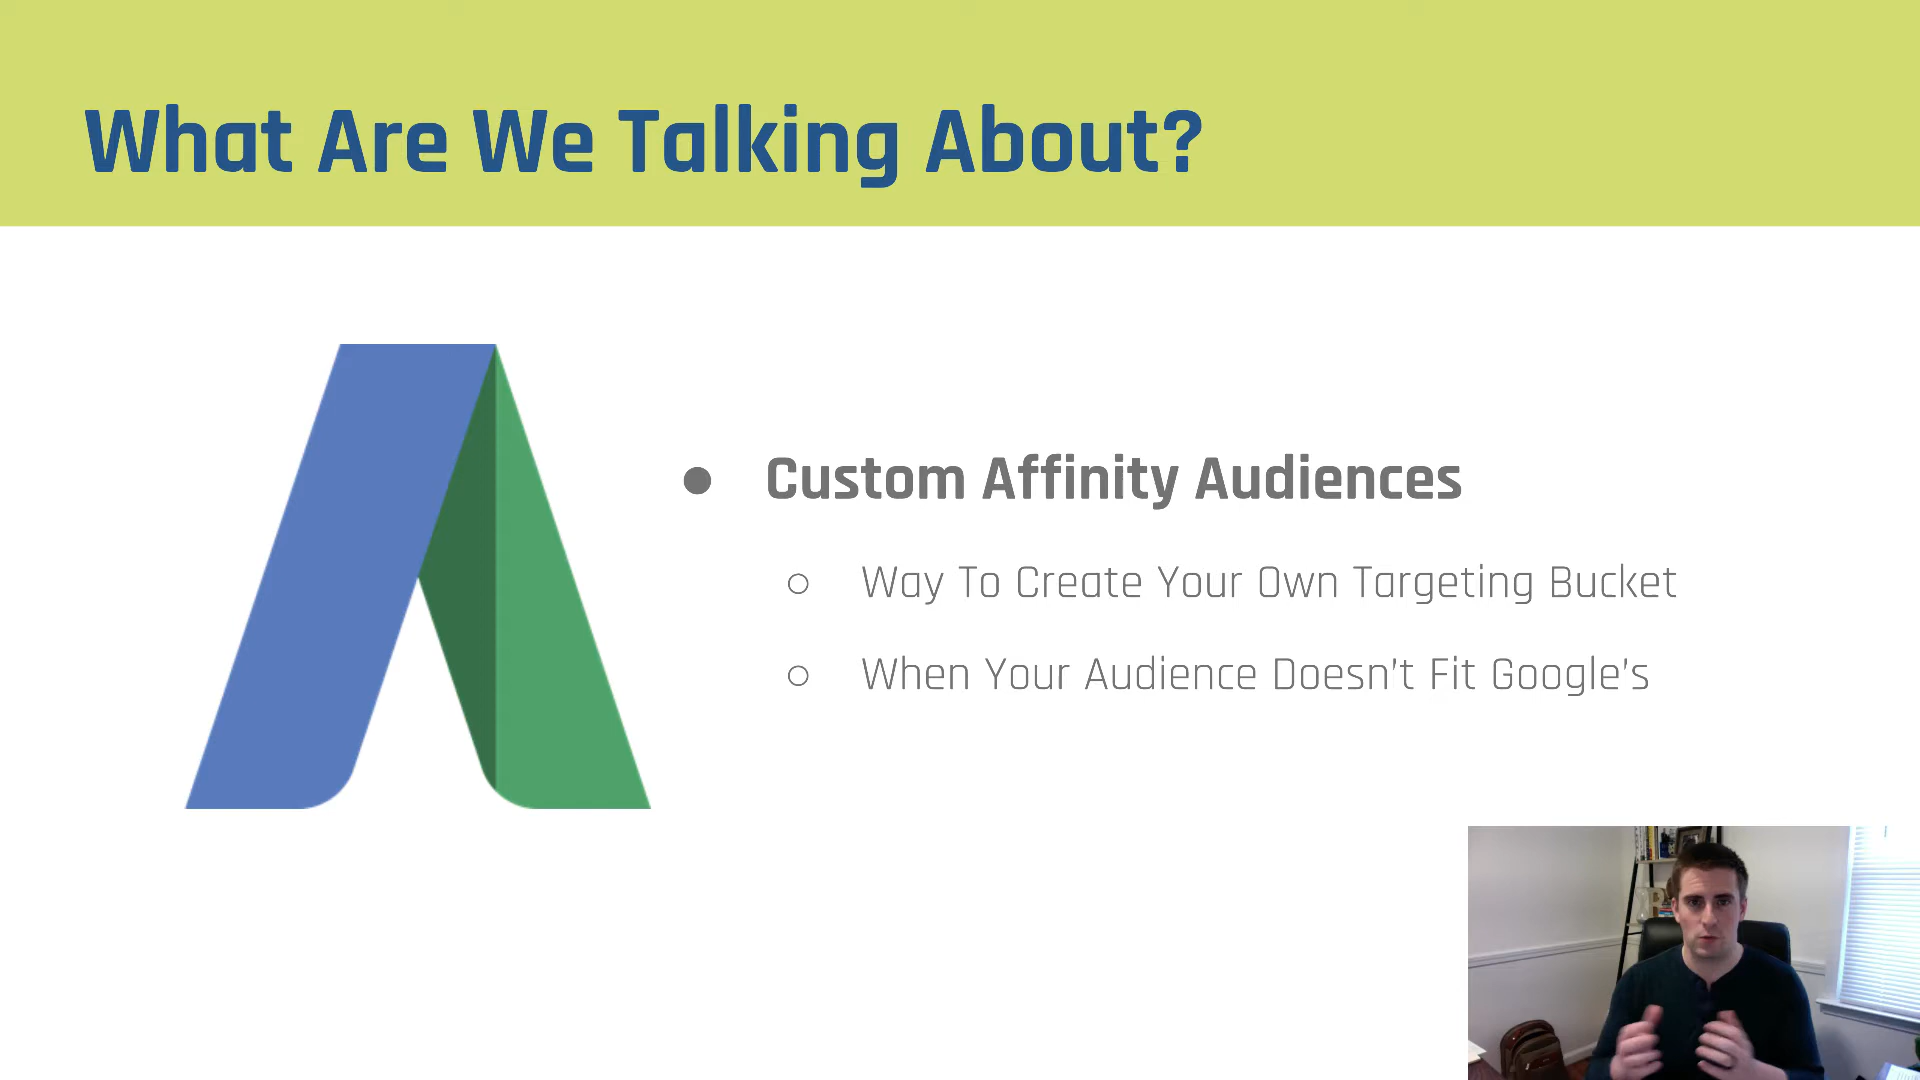 What Are We Talking About?
Custom Affinity Audiences
Way To Create Your Own Targeting Bucket
When Your Audience Doesn't Fit Google's